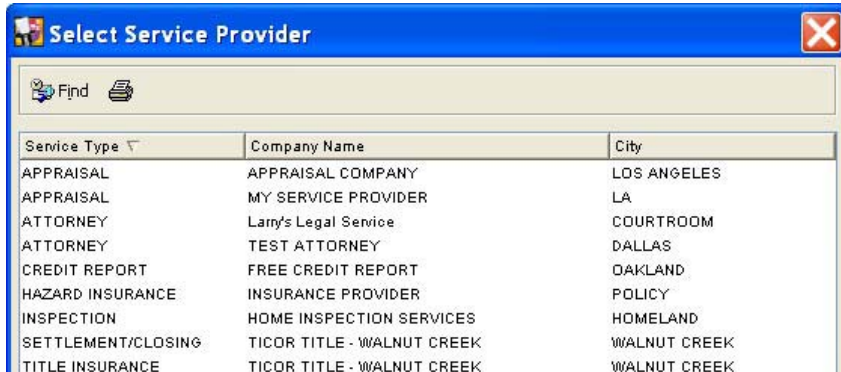 Select Service Provider
Find
Service Type Company Name City
APPRAISAL APPRAISAL COMPANY LOS ANGELES
APPRAISAL MY SERVICE PROVIDER LA
ATTORNEY Larry's Legal Service COURTROOM
ATTORNEY TEST ATTORNEY DALLAS
CREDIT REPORT FREE CREDIT REPORT OAKLAND
HAZARD INSURANCE INSURANCE PROVIDER POLICY
INSPECTION HOME INSPECTION SERVICES HOMELAND
SETTLEMENT/CLOSING TICOR TITLE - WALNUT CREEK WALNUT CREEK
TITLE INSURANCE TICOR TITLE - WALNUT CREEK WALNUT CREEK